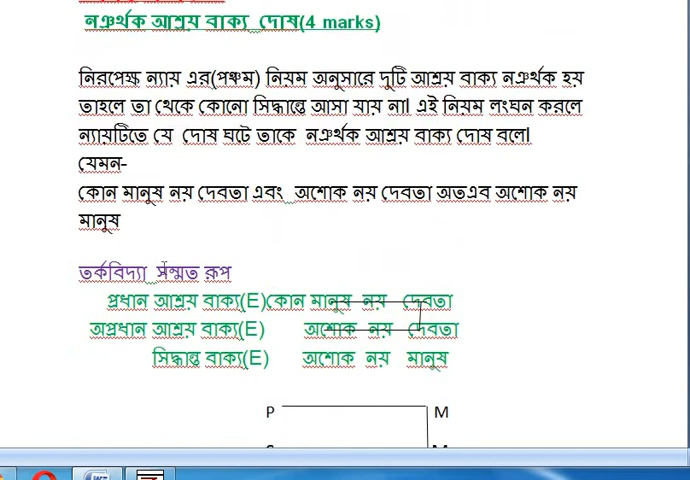 নঞর্থক আশ্রয় বাক্য দোষ(4 marks)
নিরপেক্ষ ন্যায় এর(পঞ্চম) নিয়ম অনুসারে দুটি আশ্রয় বাক্য নঞর্থক হয়
তাহলে তা থেকে কোনো সিদ্ধান্তে আসা যায় না। এই নিয়ম লংঘন করলে
ন্যায়টিতে যে দোষ ঘটে তাকে নঞর্থক আশ্রয় বাক্য দোষ বলে।
যেমন-
কোন মানুষ নয় দেবতা এবং অশোক নয় দেবতা অতএব অশোক নয়
মানুষ
তর্কবিদ্যা সম্মত রূপ
প্রধান আশ্রয় বাক্য(E)কোন মানুষ নয় দেবতা
অপ্রধান আশ্রয় বাক্য(E) অশোক নয় দেবতা
সিদ্ধান্ত বাক্য(E) অশোক নয় মানুষ
P M